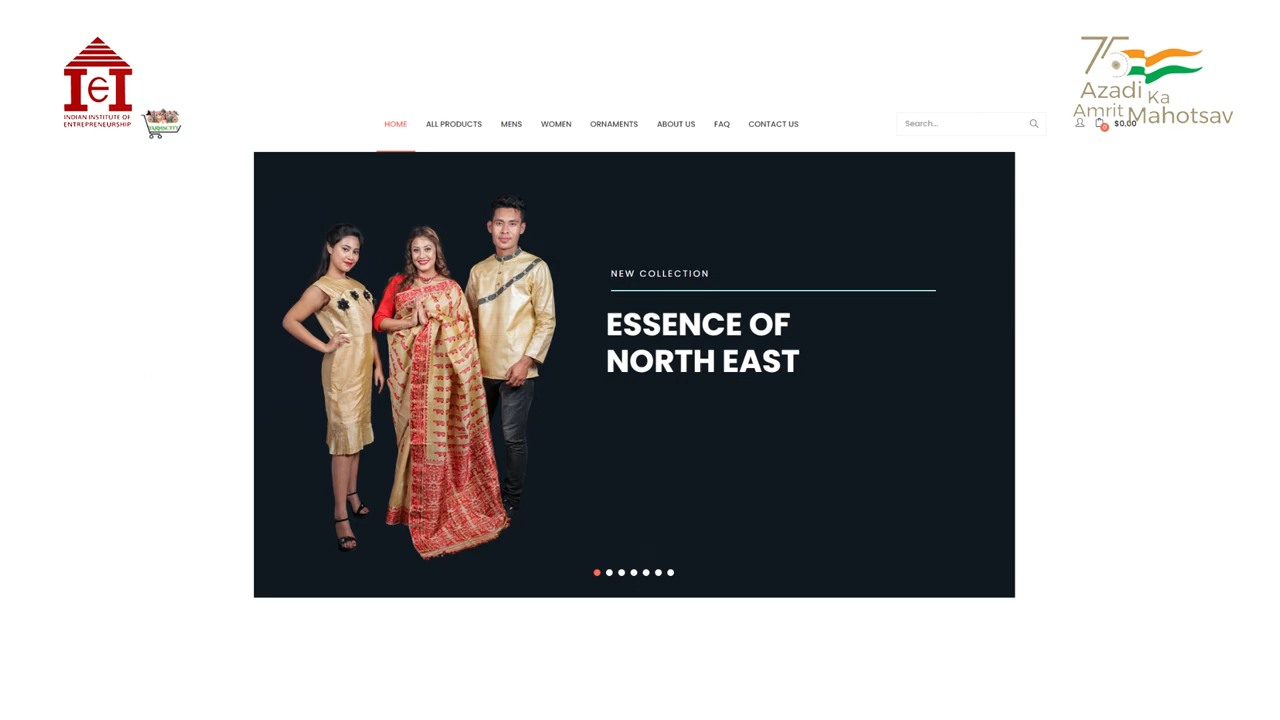 INDIAN INSTITUTE OF
ENTREPRENEURSHIP
75
Azadi Ka
Amrit Mahotsav
HOME ALL PRODUCTS MENS WOMEN ORNAMENTS ABOUT US FAQ CONTACT US
Search...
0
$0.00
NEW COLLECTION
ESSENCE OF
NORTH EAST